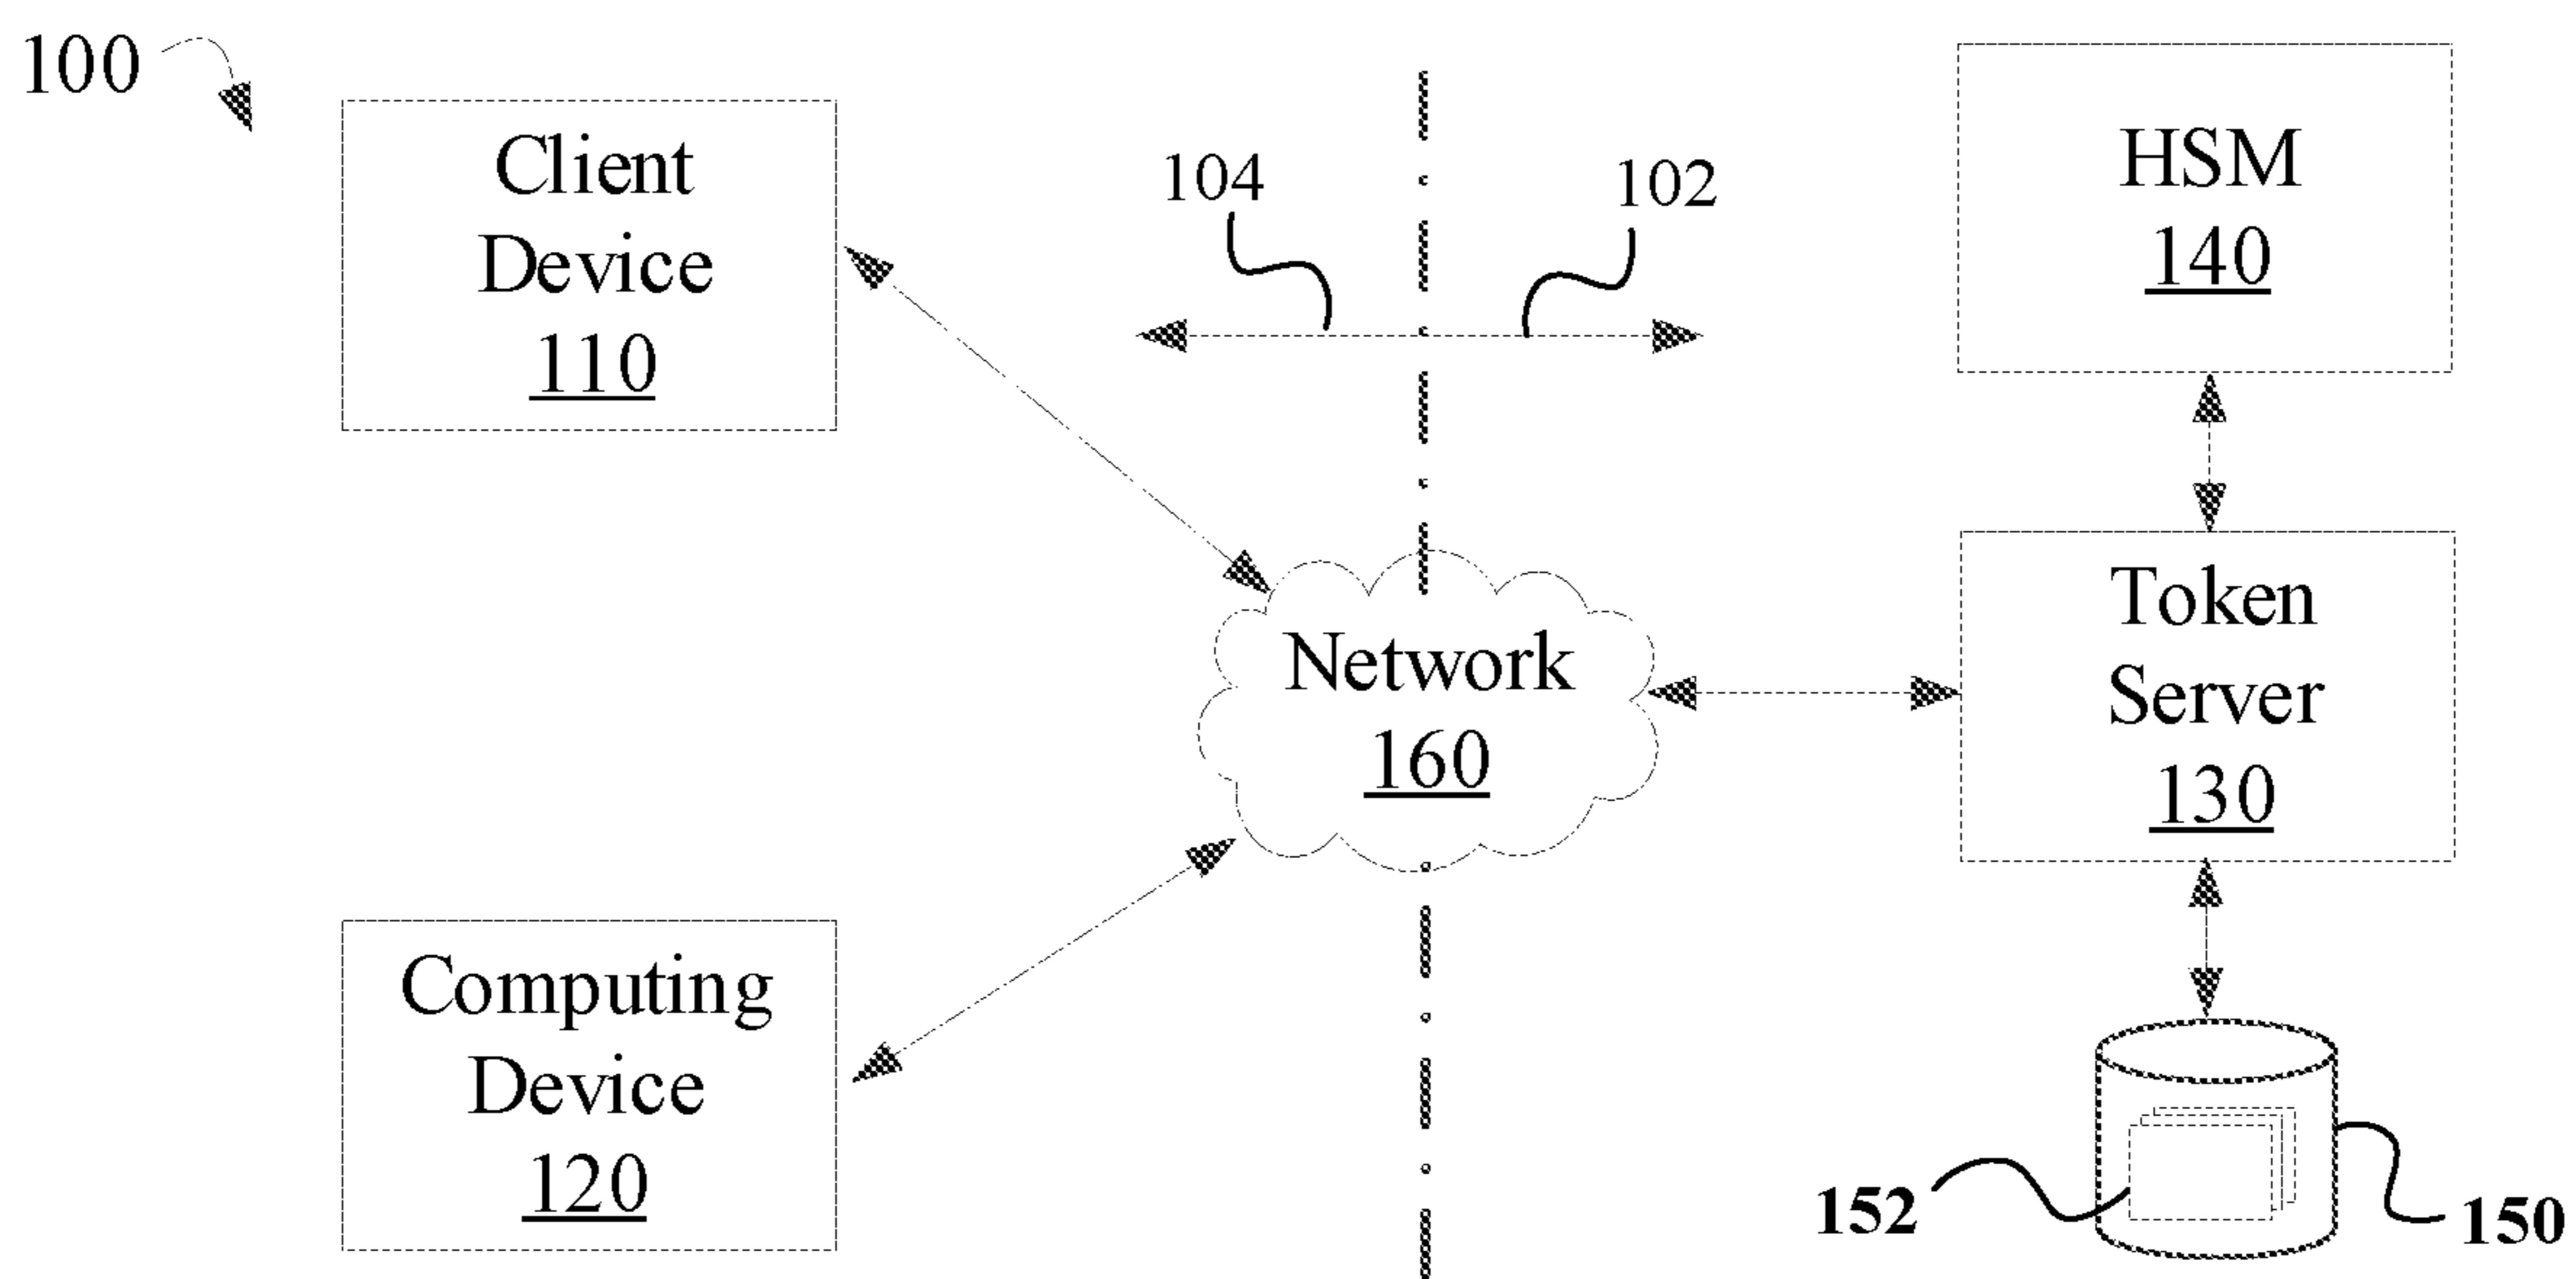 100
Client
Device
110
104
102
HSM
140
Network
160
Token
Server
130
Computing
Device
120
152
150